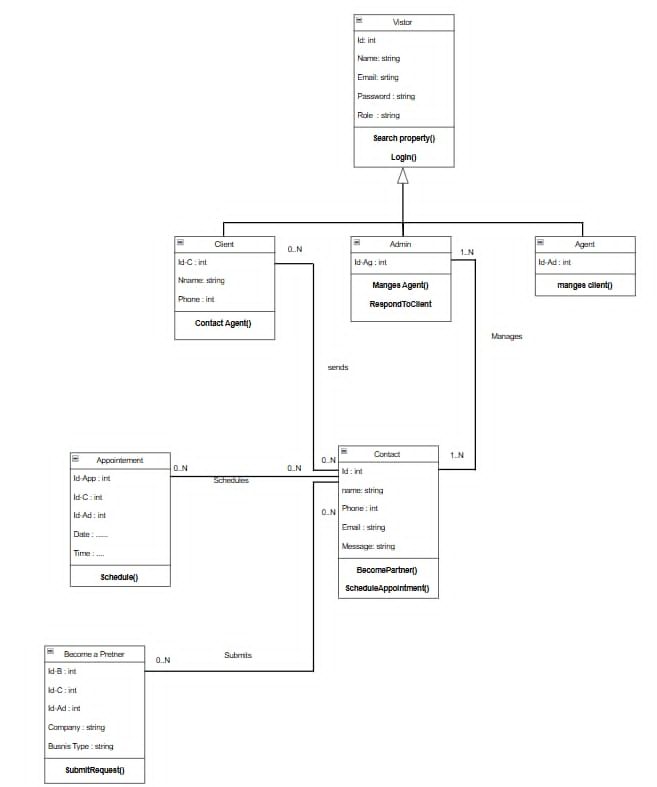 Vistor
Id: int
Name: string
Email: srting
Password : string
Role : string
Search property()
Login()
Client
Id-C : int
Nname: string
Phone : int
Contact Agent()
0..N
Admin
Id-Ag : int
Manges Agent()
RespondToClient
1..N
Agent
Id-Ad : int
manges client()
Manages
sends
Appointement
Id-App : int
Id-C : int
Id-Ad : int
Date : ......
Time : ....
Schedule()
0..N
Schedules
0..N
0..N
0..N
Contact
Id : int
name: string
Phone : int
Email : string
Message: string
BecomePartner()
ScheduleAppointment()
1..N
Become a Pretner
Id-B : int
Id-C : int
Id-Ad : int
Company : string
Busnis Type : string
SubmitRequest()
0..N
Submits